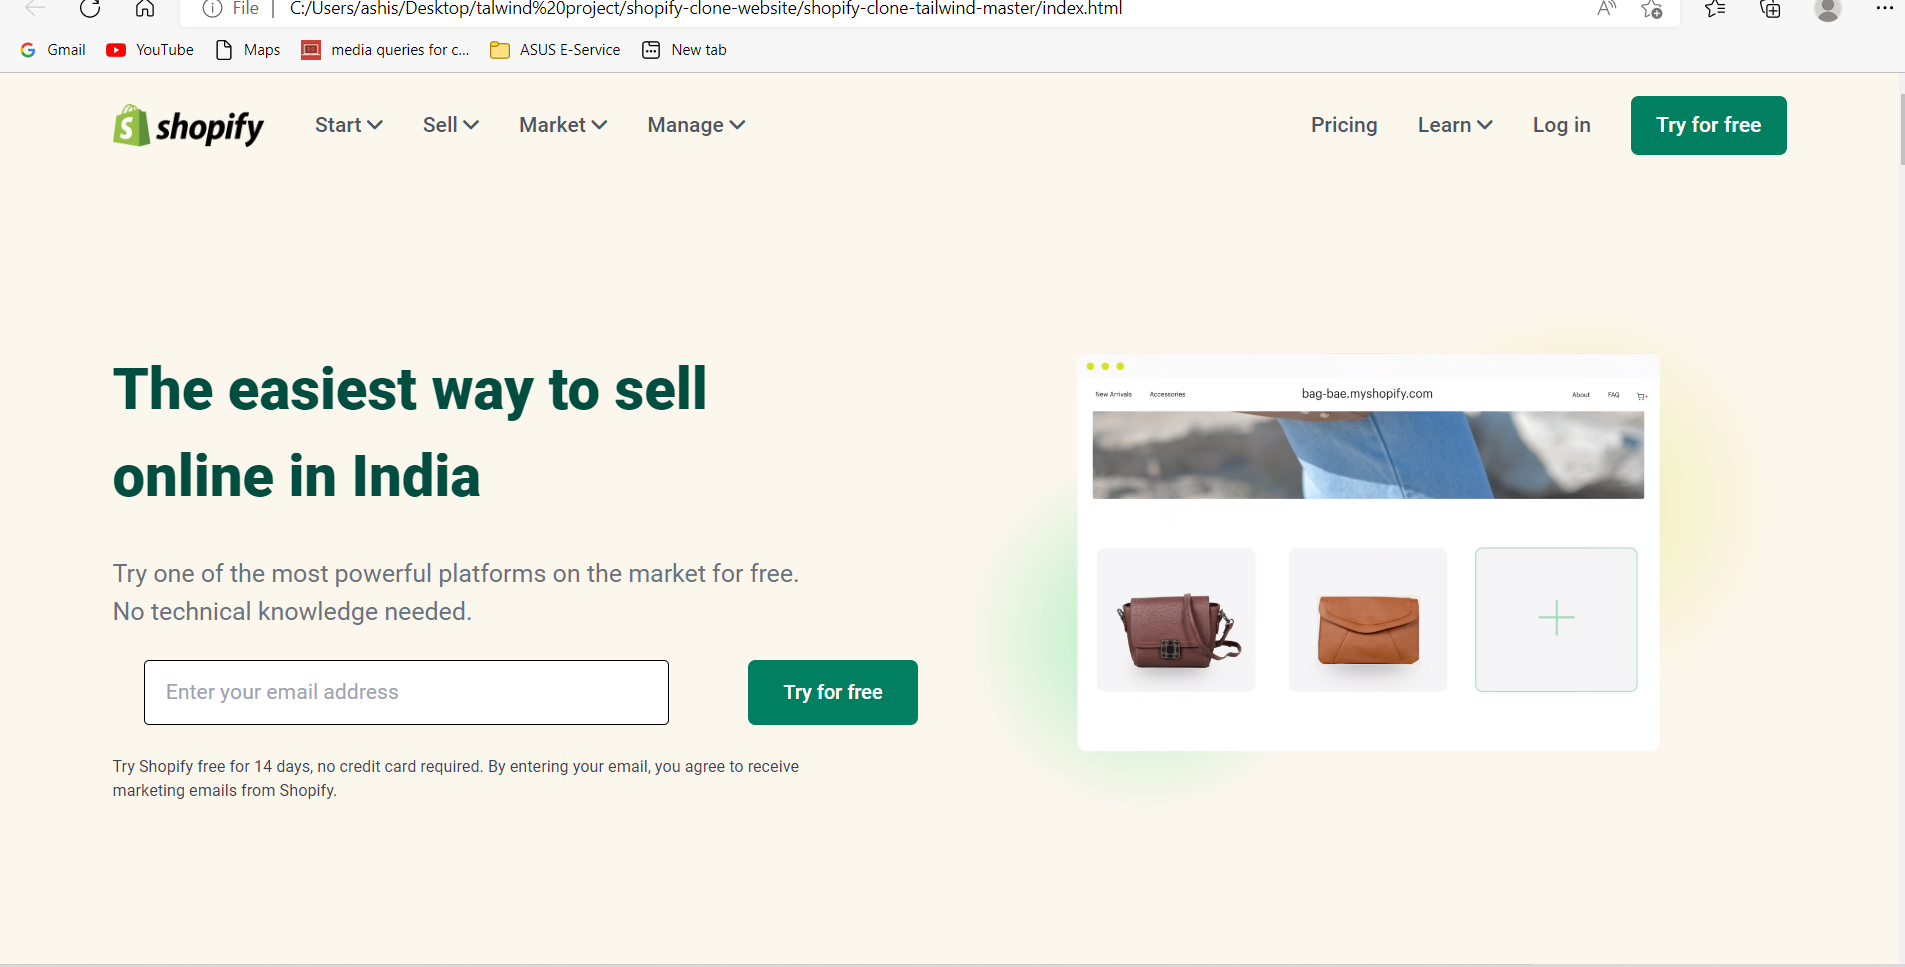 File | C:/Users/ashis/Desktop/talwind%20project/shopify-clone-website/shopify-clone-tailwind-master/index.html
Gmail YouTube Maps media queries for c... ASUS E-Service New tab
shopify Start Sell Market Manage Pricing Learn Log in Try for free
The easiest way to sell
online in India
Try one of the most powerful platforms on the market for free.
No technical knowledge needed.
Enter your email address Try for free
Try Shopify free for 14 days, no credit card required. By entering your email, you agree to receive
marketing emails from Shopify.
New Arrivals Accessories bag-bae.myshopify.com About FAQ